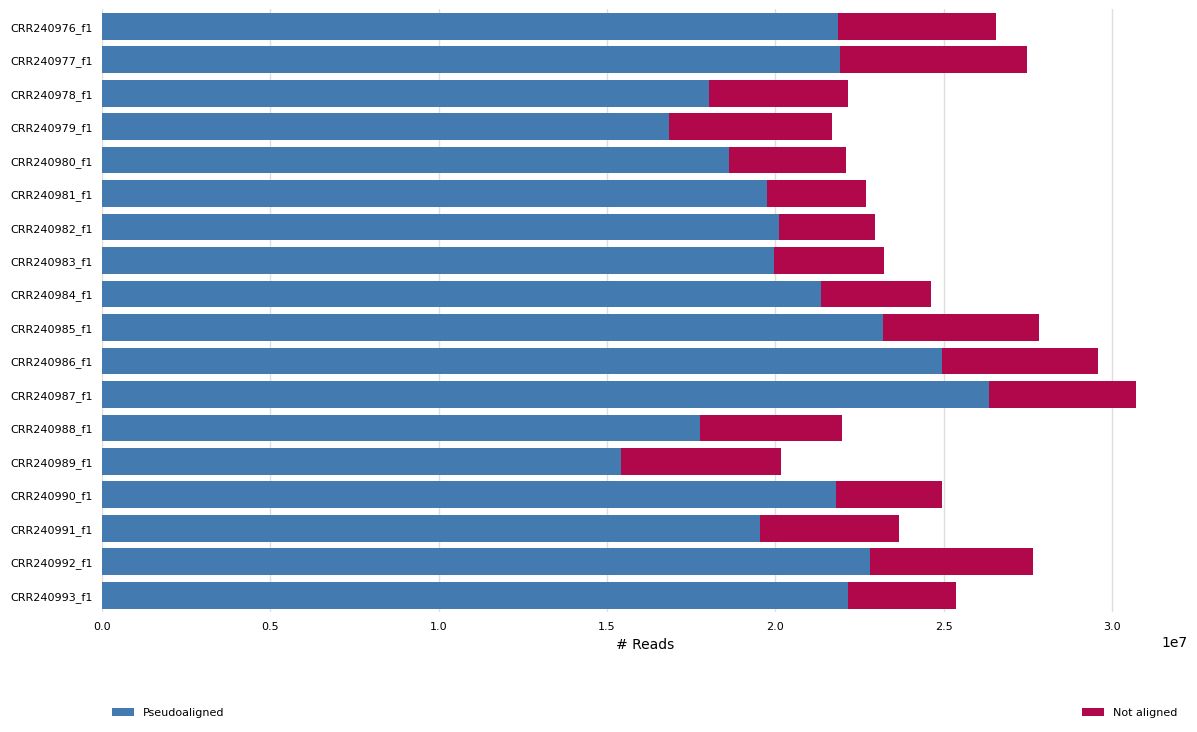 CRR240976_f1
CRR240977_f1
CRR240978_f1
CRR240979_f1
CRR240980_f1
CRR240981_f1
CRR240982_f1
CRR240983_f1
CRR240984_f1
CRR240985_f1
CRR240986_f1
CRR240987_f1
CRR240988_f1
CRR240989_f1
CRR240990_f1
CRR240991_f1
CRR240992_f1
CRR240993_f1
0.0 0.5 1.0 1.5 2.0 2.5 3.0
# Reads 1e7
Pseudoaligned Not aligned